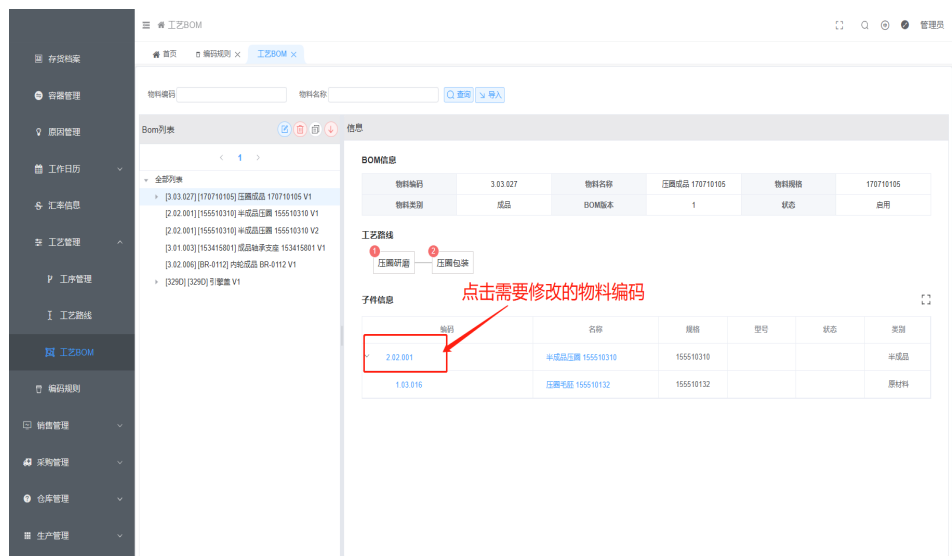 工艺BOM
管理员
首页
编码规则 ×
工艺BOM ×
存货档案
容器管理
原因管理
工作日历
汇率信息
工艺管理
工序管理
工艺路线
工艺BOM
编码规则
销售管理
采购管理
仓库管理
生产管理
物料编码
物料名称
查询
导入
Bom列表
< 1 >
全部列表
[3.03.027] [170710105] 压圈成品 170710105 V1
[2.02.001] [155510310] 半成品压圈 155510310 V1
[2.02.001] [155510310] 半成品压圈 155510310 V2
[3.01.003] [153415801] 成品轴承支座 153415801 V1
[3.02.006] [BR-0112] 内轮成品 BR-0112 V1
[329D] [329D] 引擎盖 V1
信息
BOM信息
物料编码 3.03.027 物料名称 压圈成品 170710105 物料规格 170710105
物料类别 成品 BOM版本 1 状态 启用
工艺路线
1 2
压圈研磨 压圈包装
点击需要修改的物料编码
子件信息
编码 名称 规格 型号 状态 类别
2.02.001 半成品压圈 155510310 155510310 半成品
1.03.016 压圈毛品 155510132 155510132 原材料